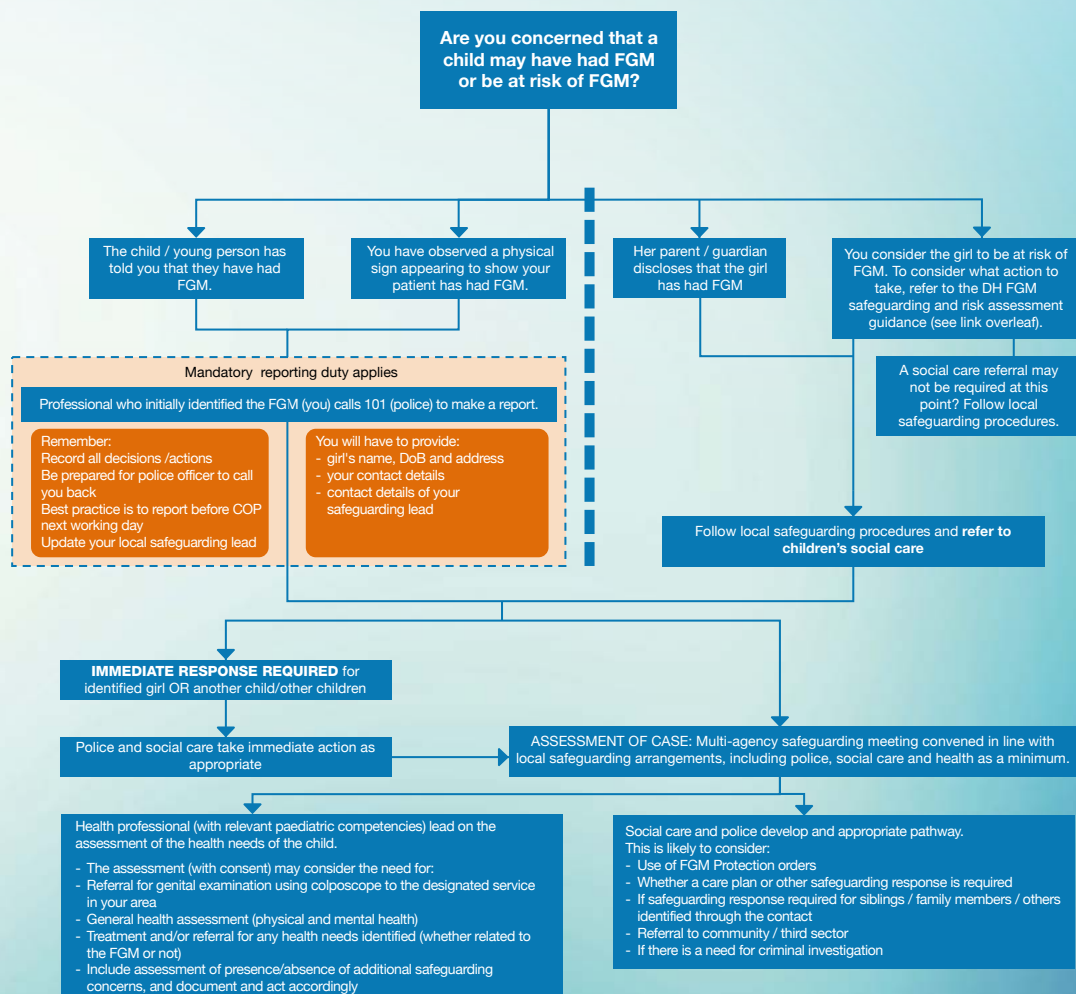 Are you concerned that a
child may have had FGM
or be at risk of FGM?
The child / young person has
told you that they have had
FGM.
You have observed a physical
sign appearing to show your
patient has had FGM.
Her parent / guardian
discloses that the girl
has had FGM
You consider the girl to be at risk of
FGM. To consider what action to
take, refer to the DH FGM
safeguarding and risk assessment
guidance (see link overleaf).
A social care referral may
not be required at this
point? Follow local
safeguarding procedures.
Mandatory reporting duty applies
Professional who initially identified the FGM (you) calls 101 (police) to make a report.
Remember:
Record all decisions /actions
Be prepared for police officer to call
you back
Best practice is to report before COP
next working day
Update your local safeguarding lead
You will have to provide:
- girl's name, DoB and address
- your contact details
- contact details of your
safeguarding lead
Follow local safeguarding procedures and refer to
children's social care
IMMEDIATE RESPONSE REQUIRED for
identified girl OR another child/other children
Police and social care take immediate action as
appropriate
ASSESSMENT OF CASE: Multi-agency safeguarding meeting convened in line with
local safeguarding arrangements, including police, social care and health as a minimum.
Health professional (with relevant paediatric competencies) lead on the
assessment of the health needs of the child.
- The assessment (with consent) may consider the need for:
- Referral for genital examination using colposcope to the designated service
in your area
- General health assessment (physical and mental health)
- Treatment and/or referral for any health needs identified (whether related to
the FGM or not)
- Include assessment of presence/absence of additional safeguarding
concerns, and document and act accordingly
Social care and police develop and appropriate pathway.
This is likely to consider:
- Use of FGM Protection orders
- Whether a care plan or other safeguarding response is required
- If safeguarding response required for siblings / family members / others
identified through the contact
- Referral to community / third sector
- If there is a need for criminal investigation